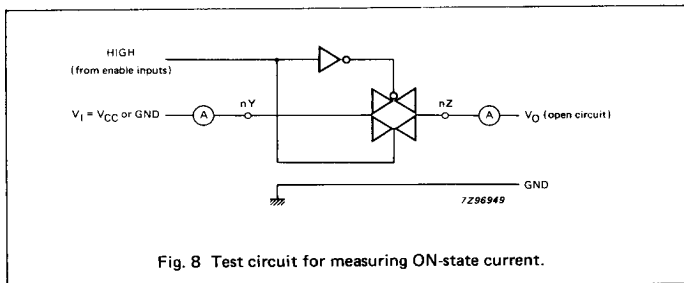 HIGH
(from enable inputs)
V_I = V_CC or GND
A
nY
nZ
A
V_O (open circuit)
GND
7Z96949
Fig. 8 Test circuit for measuring ON-state current.